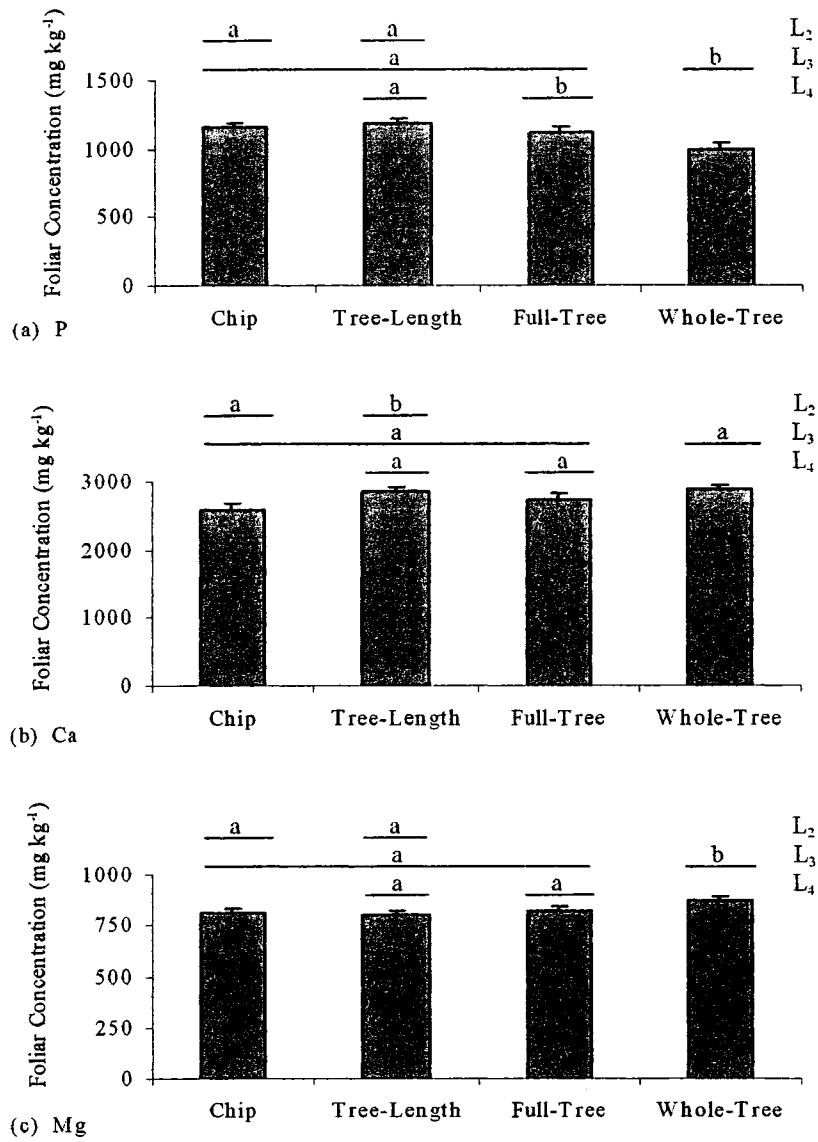 a a L₂
a b L₃
a b L₄
Foliar Concentration (mg kg⁻¹)
1500
1000
500
0
Chip Tree-Length Full-Tree Whole-Tree
(a) P
a b L₂
a a L₃
a a L₄
Foliar Concentration (mg kg⁻¹)
3000
2000
1000
0
Chip Tree-Length Full-Tree Whole-Tree
(b) Ca
a a L₂
a b L₃
a a L₄
Foliar Concentration (mg kg⁻¹)
1000
750
500
250
0
Chip Tree-Length Full-Tree Whole-Tree
(c) Mg